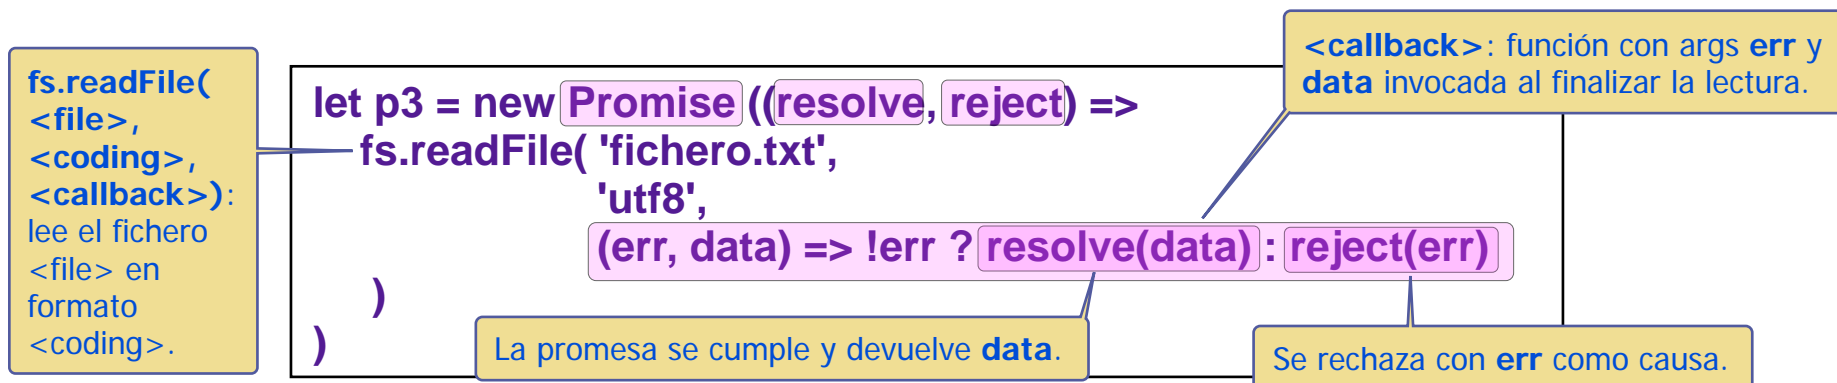 fs.readFile(
<file>,
<coding>,
<callback>):
lee el fichero
<file> en
formato
<coding>.
let p3 = new Promise ((resolve, reject) =>
fs.readFile( 'fichero.txt',
'utf8',
(err, data) => !err ? resolve(data) : reject(err)
)
)
<callback>: función con args err y
data invocada al finalizar la lectura.
La promesa se cumple y devuelve data.
Se rechaza con err como causa.